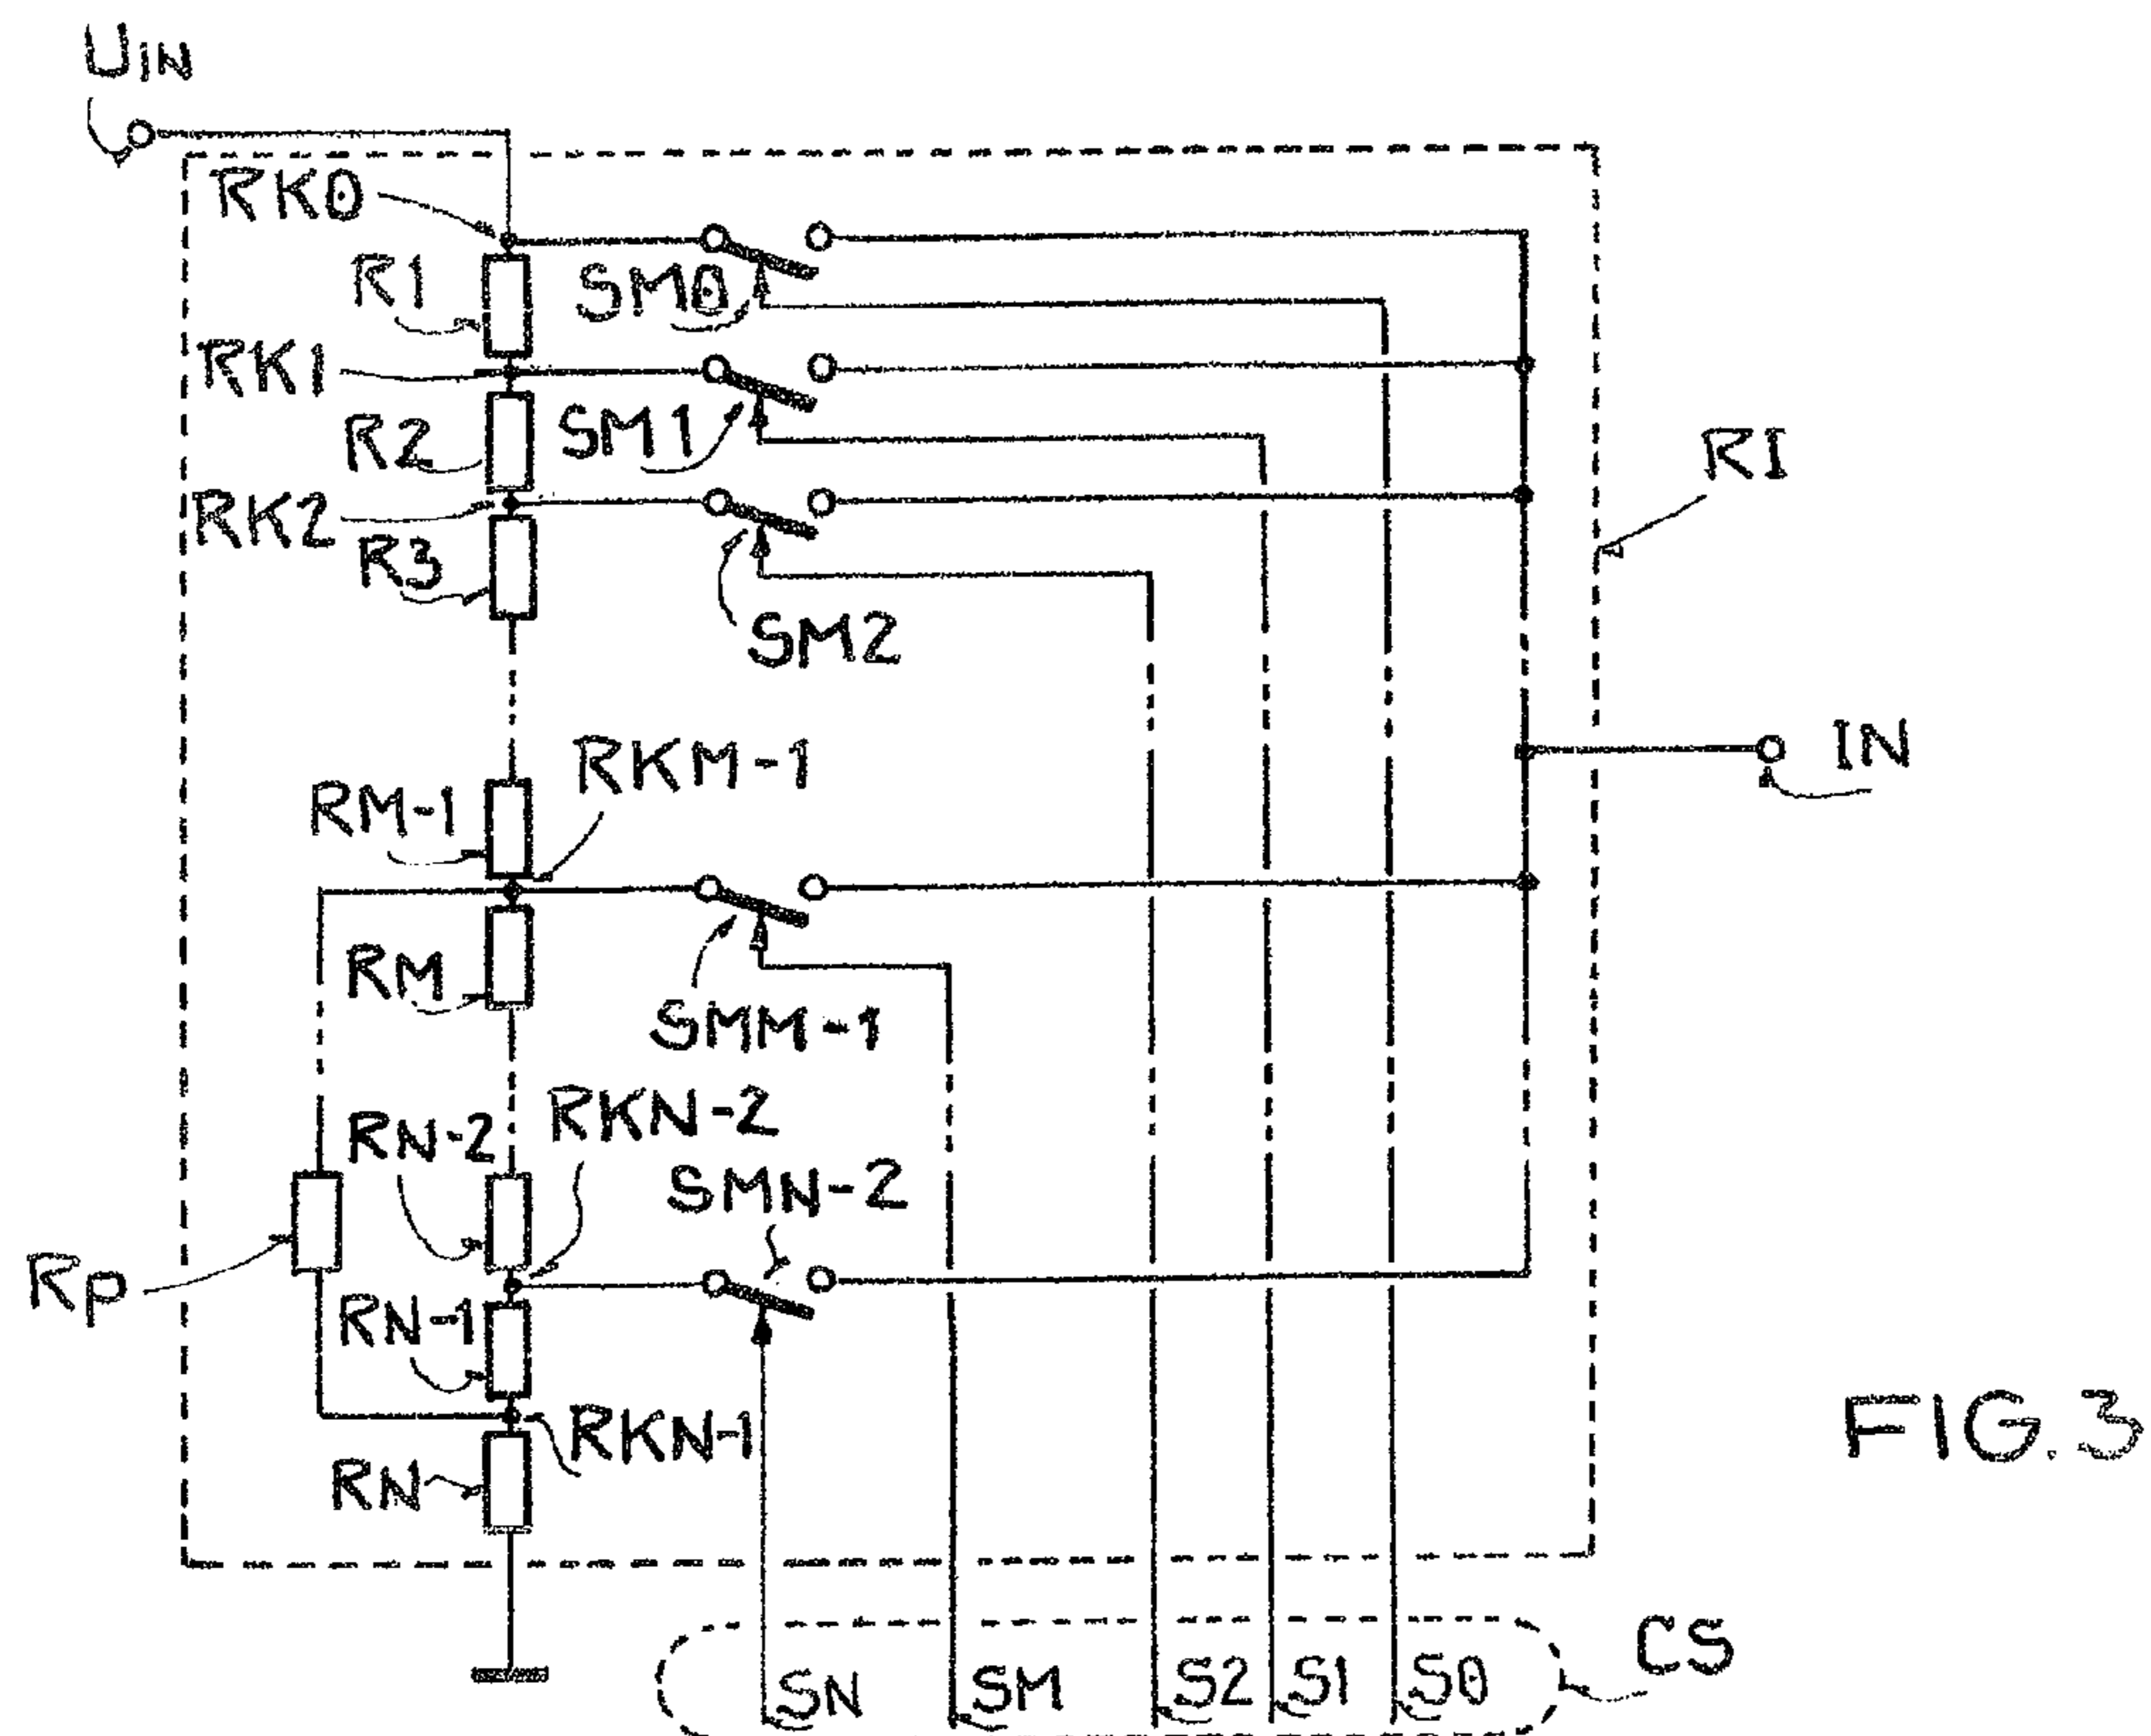 UIN
RK0
R1
SM0
RK1
R2
SM1
RI
RK2
R3
SM2
IN
RKM-1
RM-1
RM
SMM-1
RKN-2
RN-2
SMN-2
Rp
RN-1
RKN-1
FIG.3
RN
CS
SN
SM
S2
S1
S0